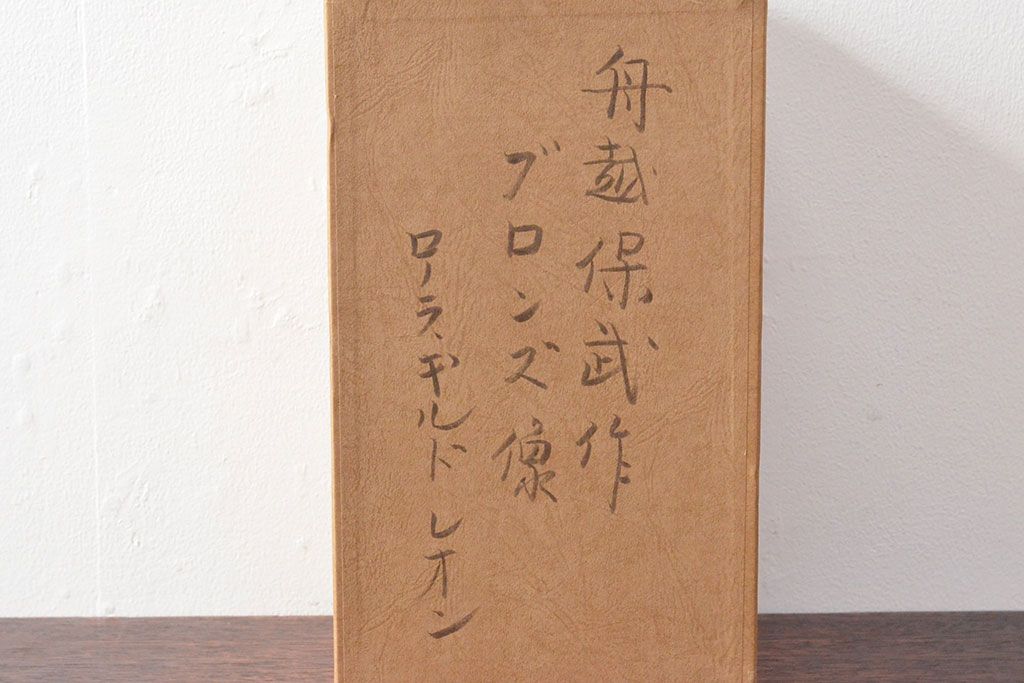 舟越保武作
ブロンズ像
ローラ、ギルド レオン